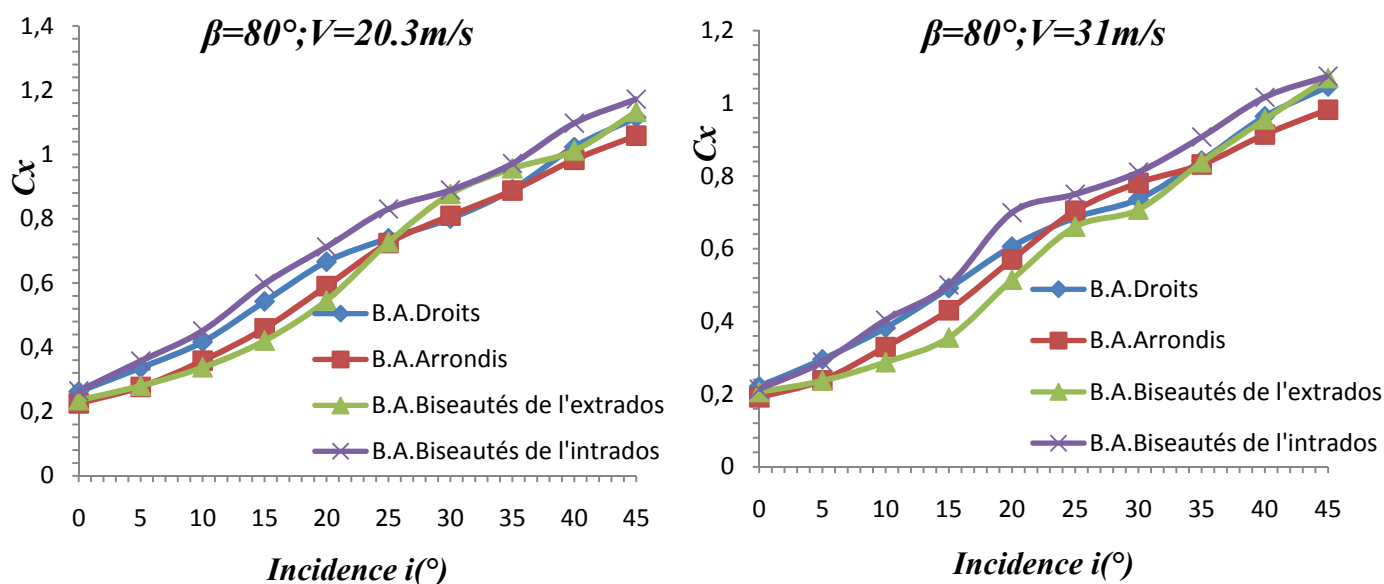 β=80°;V=20.3m/s
Cx
1,4
1,2
1
0,8
0,6
0,4
0,2
0
0 5 10 15 20 25 30 35 40 45
Incidence i(°)
B.A.Droits
B.A.Arrondis
B.A.Biseautés de l'extrados
B.A.Biseautés de l'intrados
β=80°;V=31m/s
Cx
1,2
1
0,8
0,6
0,4
0,2
0
0 5 10 15 20 25 30 35 40 45
Incidence i(°)
B.A.Droits
B.A.Arrondis
B.A.Biseautés de l'extrados
B.A.Biseautés de l'intrados